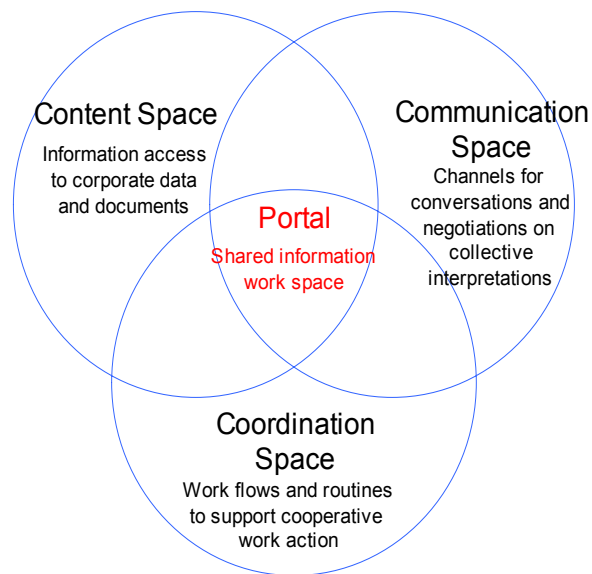 Content Space
Information access
to corporate data
and documents
Communication
Space
Channels for
conversations and
negotiations on
collective
interpretations
Portal
Shared information
work space
Coordination
Space
Work flows and routines
to support cooperative
work action